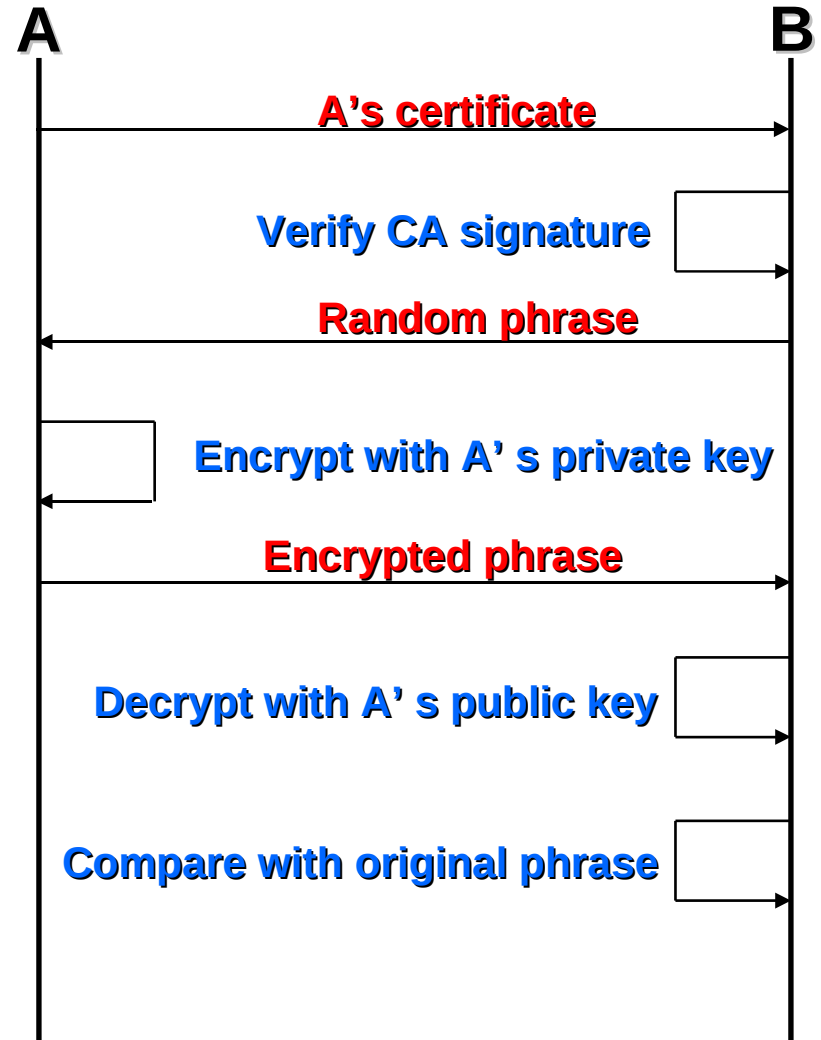 A B
A’s certificate
Verify CA signature
Random phrase
Encrypt with A’ s private key
Encrypted phrase
Decrypt with A’ s public key
Compare with original phrase